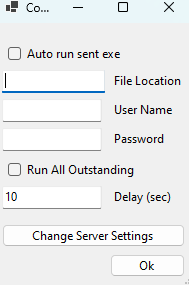 Co...
Auto run sent exe
File Location
User Name
Password
Run All Outstanding
10 Delay (sec)
Change Server Settings
Ok